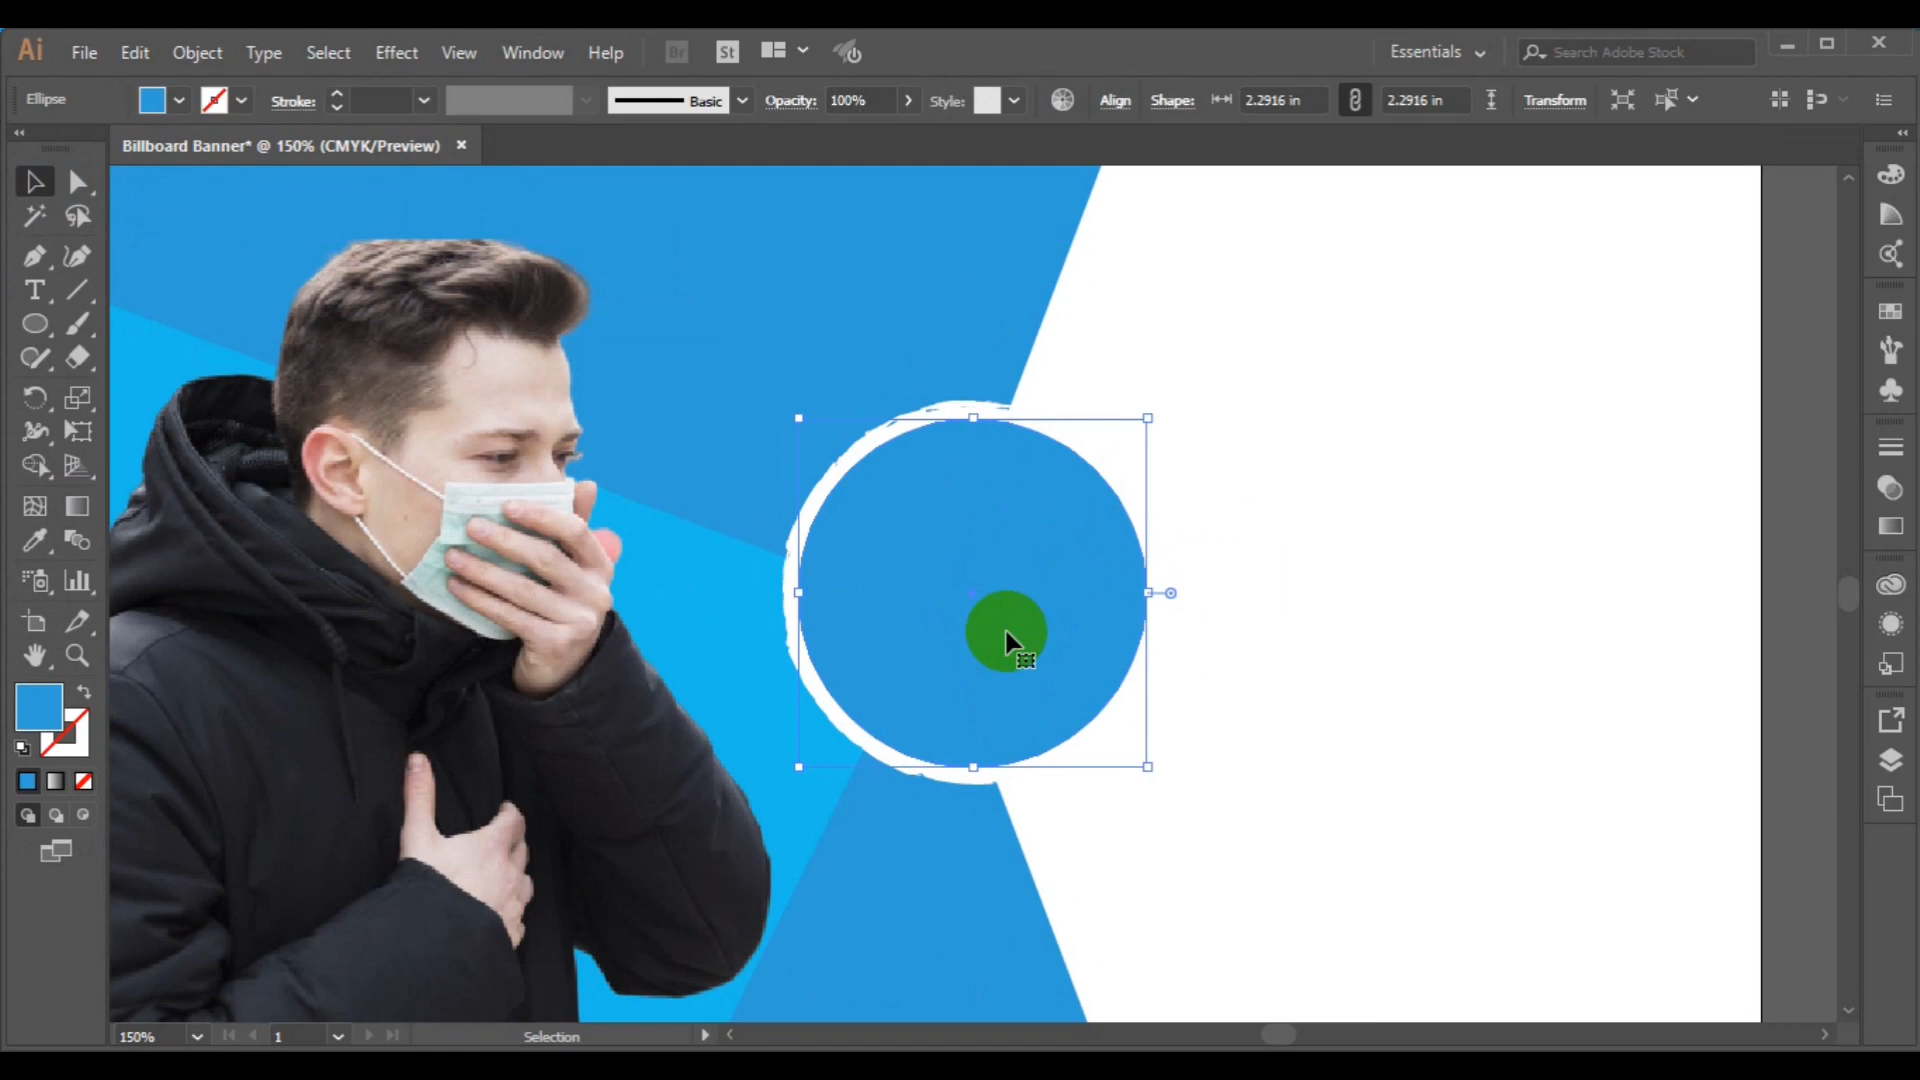 Ai File Edit Object Type Select Effect View Window Help Br St Essentials Search Adobe Stock
Ellipse Stroke: Basic Opacity: 100% Style: Align Shape: 2.2916 in 2.2916 in Transform
Billboard Banner* @ 150% (CMYK/Preview)
T
150% 1 Selection